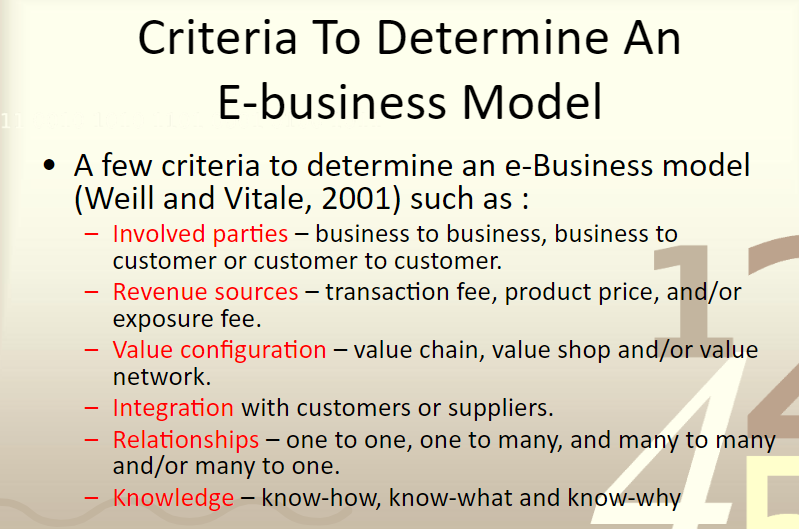 Criteria To Determine An
E-business Model
• A few criteria to determine an e-Business model
(Weill and Vitale, 2001) such as :
– Involved parties – business to business, business to
customer or customer to customer.
– Revenue sources – transaction fee, product price, and/or
exposure fee.
– Value configuration – value chain, value shop and/or value
network.
– Integration with customers or suppliers.
– Relationships – one to one, one to many, and many to many
and/or many to one.
– Knowledge – know-how, know-what and know-why
1
2
4
5